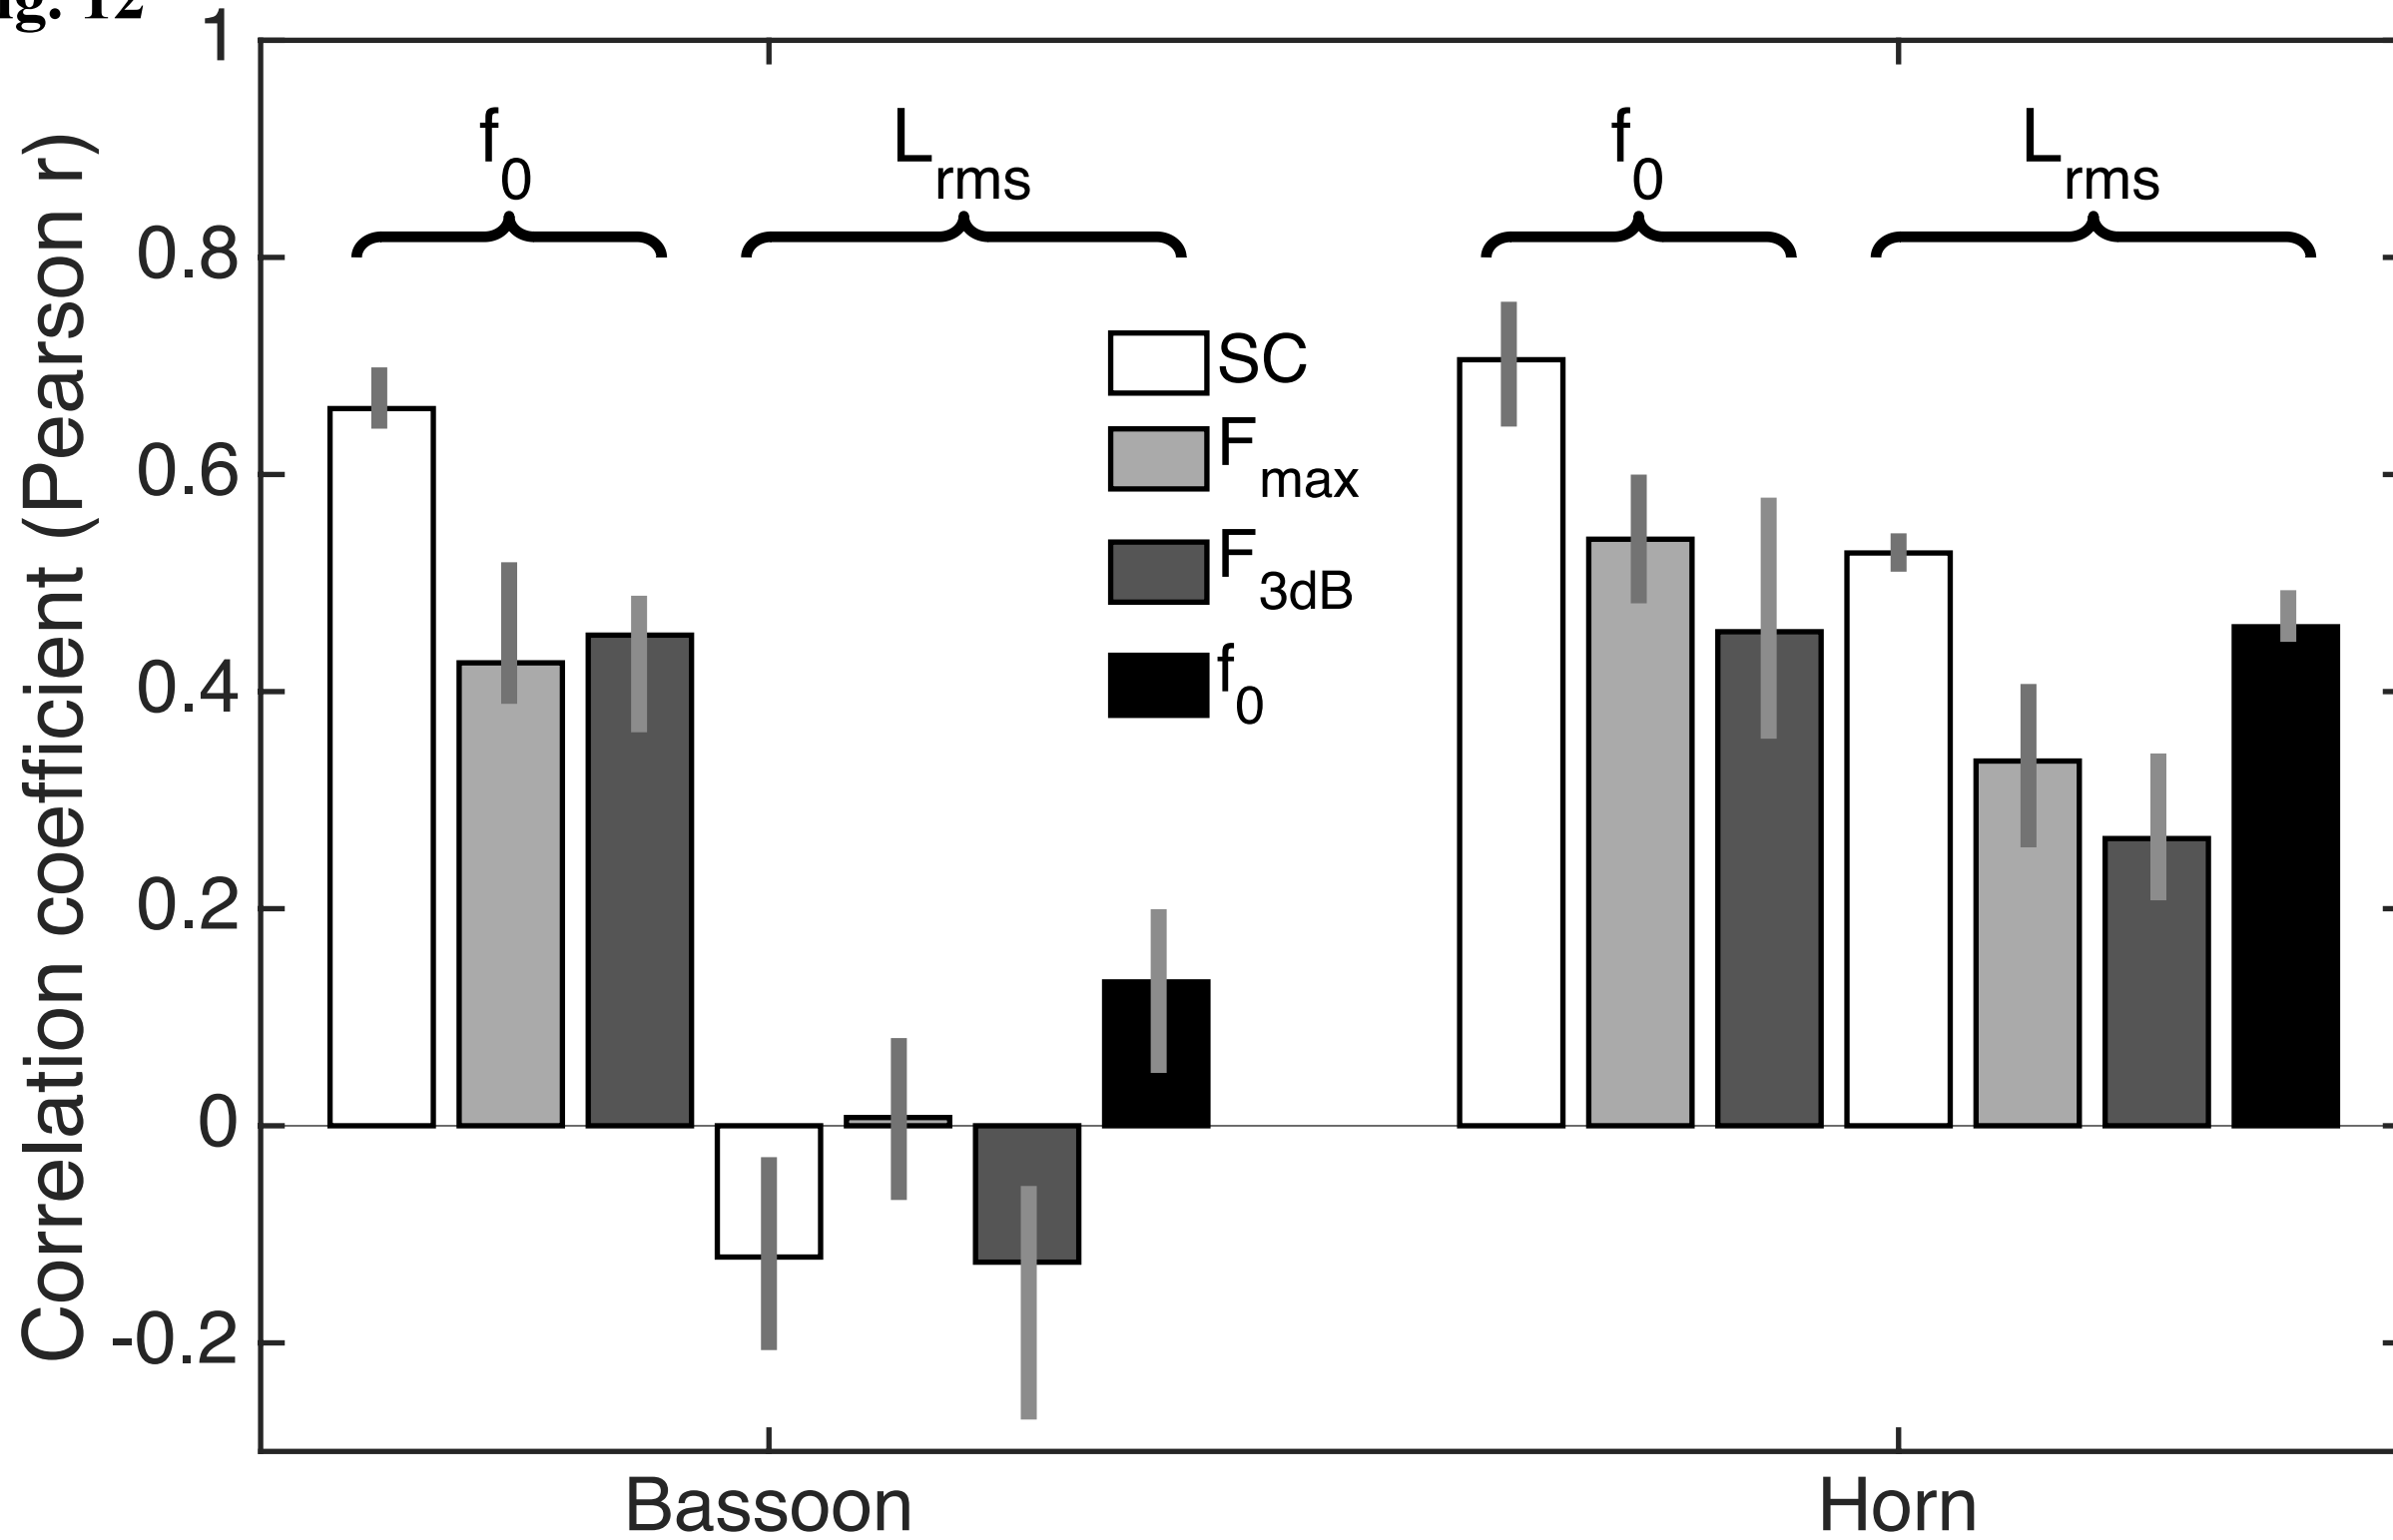 g. 12
Correlation coefficient (Pearson r)
1
0.8
0.6
0.4
0.2
0
-0.2
f0
Lrms
f0
Lrms
SC
Fmax
F3dB
f0
Bassoon
Horn